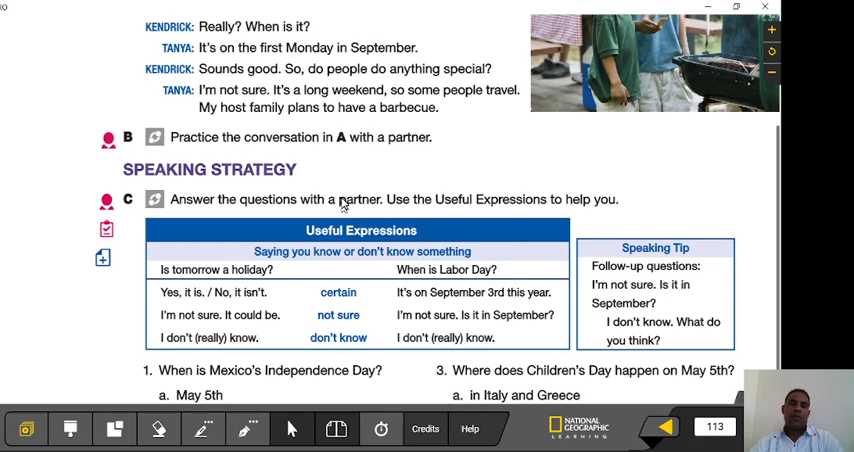 KENDRICK: Really? When is it?
TANYA: It's on the first Monday in September.
KENDRICK: Sounds good. So, do people do anything special?
TANYA: I'm not sure. It's a long weekend, so some people travel.
My host family plans to have a barbecue.
B Practice the conversation in A with a partner.
SPEAKING STRATEGY
C Answer the questions with a partner. Use the Useful Expressions to help you.
Useful Expressions
Saying you know or don't know something
Is tomorrow a holiday? When is Labor Day?
Yes, it is. / No, it isn't. certain It's on September 3rd this year.
I'm not sure. It could be. not sure I'm not sure. Is it in September?
I don't (really) know. don't know I don't (really) know.
Speaking Tip
Follow-up questions:
I'm not sure. Is it in
September?
I don't know. What do
you think?
1. When is Mexico's Independence Day?
a. May 5th
3. Where does Children's Day happen on May 5th?
a. in Italy and Greece
Credits
Help
NATIONAL
GEOGRAPHIC
LEARNING
113